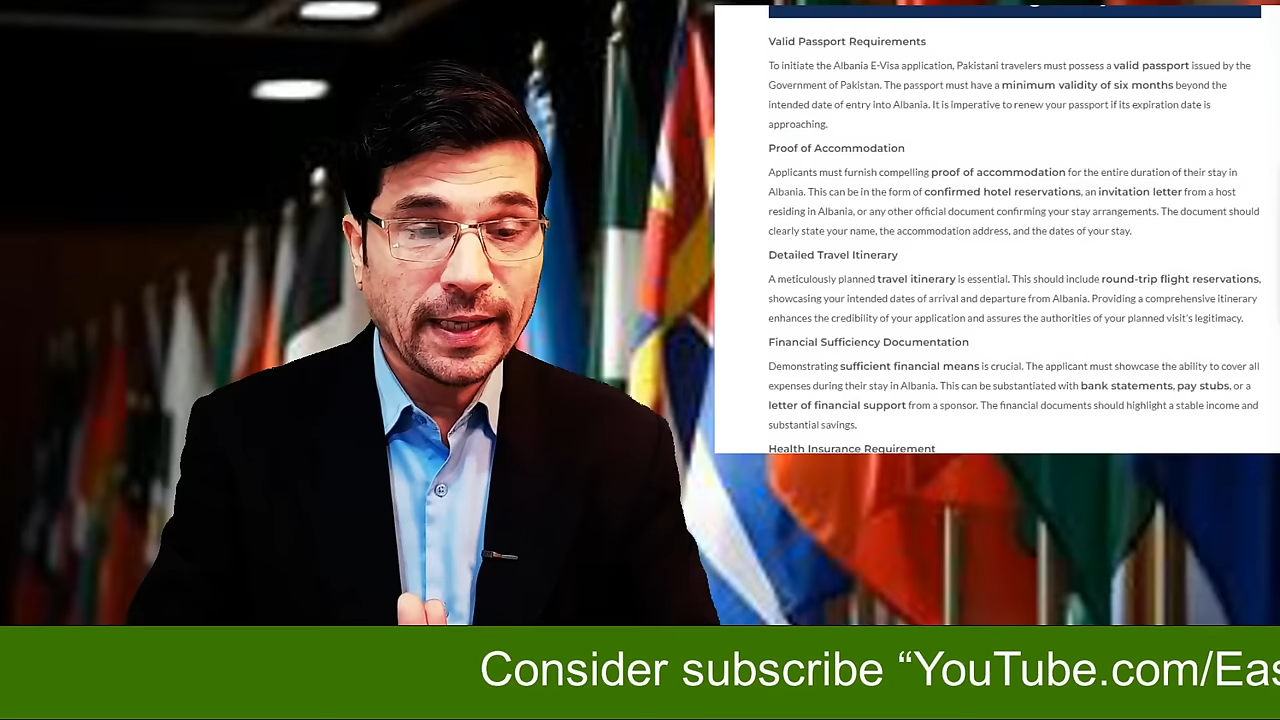 Valid Passport Requirements
To initiate the Albania E-Visa application, Pakistani travelers must possess a valid passport issued by the
Government of Pakistan. The passport must have a minimum validity of six months beyond the
intended date of entry into Albania. It is imperative to renew your passport if its expiration date is
approaching.
Proof of Accommodation
Applicants must furnish compelling proof of accommodation for the entire duration of their stay in
Albania. This can be in the form of confirmed hotel reservations, an invitation letter from a host
residing in Albania, or any other official document confirming your stay arrangements. The document should
clearly state your name, the accommodation address, and the dates of your stay.
Detailed Travel Itinerary
A meticulously planned travel itinerary is essential. This should include round-trip flight reservations,
showcasing your intended dates of arrival and departure from Albania. Providing a comprehensive itinerary
enhances the credibility of your application and assures the authorities of your planned visit's legitimacy.
Financial Sufficiency Documentation
Demonstrating sufficient financial means is crucial. The applicant must showcase the ability to cover all
expenses during their stay in Albania. This can be substantiated with bank statements, pay stubs, or a
letter of financial support from a sponsor. The financial documents should highlight a stable income and
substantial savings.
Health Insurance Requirement
Consider subscribe “YouTube.com/Eas